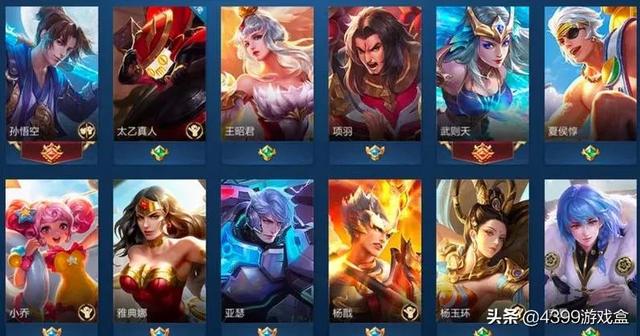 孙悟空
太乙真人
王昭君
项羽
武则天
夏侯惇
小乔
雅典娜
亚瑟
杨戬
杨玉环
头条@4399游戏盒